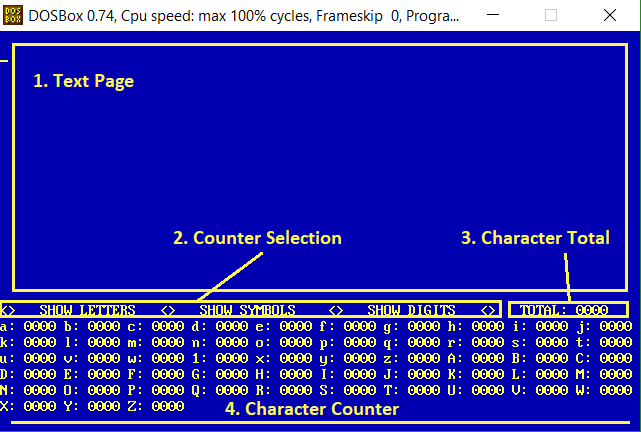 DOSBox 0.74, Cpu speed: max 100% cycles, Frameskip 0, Progra...
1. Text Page
2. Counter Selection
3. Character Total
<> SHOW LETTERS <> SHOW SYMBOLS <> SHOW DIGITS <> TOTAL: 0000
a: 0000 b: 0000 c: 0000 d: 0000 e: 0000 f: 0000 g: 0000 h: 0000 i: 0000 j: 0000
k: 0000 l: 0000 m: 0000 n: 0000 o: 0000 p: 0000 q: 0000 r: 0000 s: 0000 t: 0000
u: 0000 v: 0000 w: 0000 1: 0000 x: 0000 y: 0000 z: 0000 A: 0000 B: 0000 C: 0000
D: 0000 E: 0000 F: 0000 G: 0000 H: 0000 I: 0000 J: 0000 K: 0000 L: 0000 M: 0000
N: 0000 O: 0000 P: 0000 Q: 0000 R: 0000 S: 0000 T: 0000 U: 0000 V: 0000 W: 0000
X: 0000 Y: 0000 Z: 0000
4. Character Counter